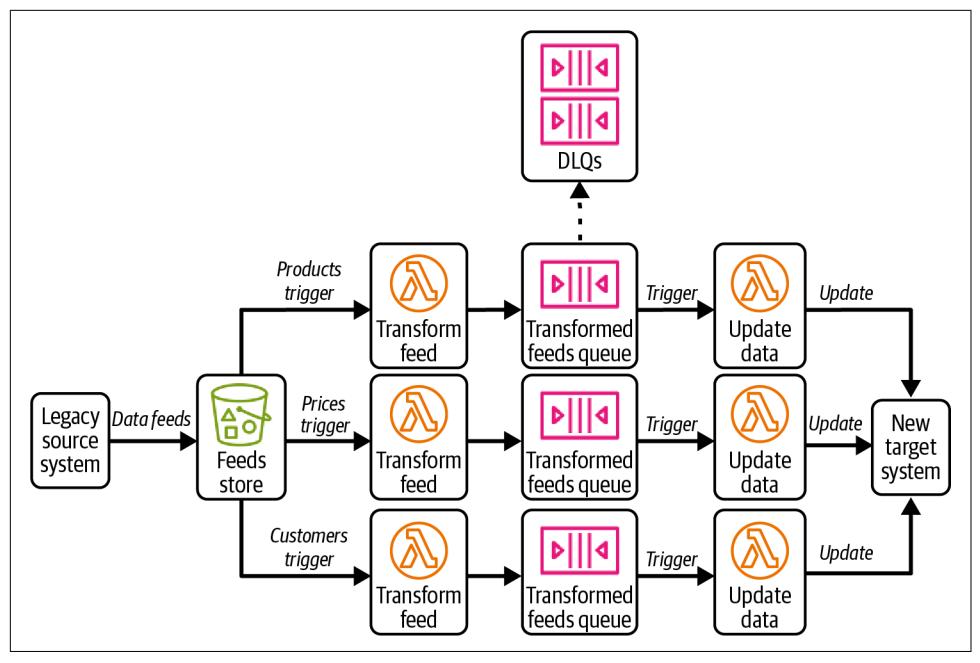 DLQs
Products
trigger
Transform
feed
Transformed
feeds queue
Trigger
Update
data
Update
Legacy
source
system
Data feeds
Feeds
store
Prices
trigger
Transform
feed
Transformed
feeds queue
Trigger
Update
data
Update
New
target
system
Customers
trigger
Transform
feed
Transformed
feeds queue
Trigger
Update
data
Update